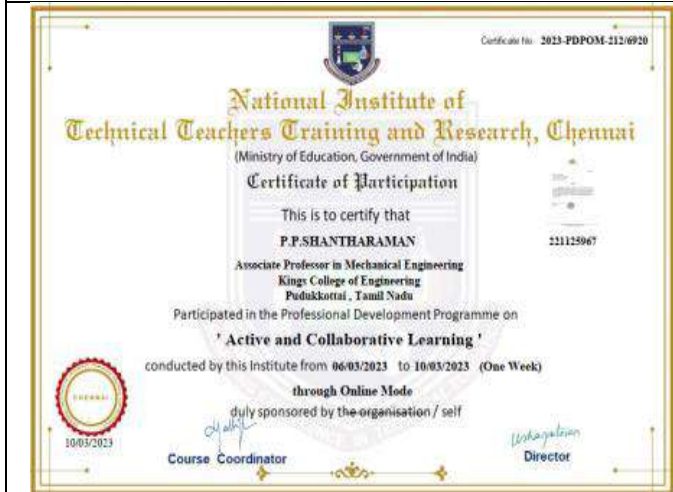 Certificate No 2023-PDPOM-212/6920
National Institute of
Technical Teachers Training and Research, Chennai
(Ministry of Education, Government of India)
Certificate of Participation
This is to certify that
P.P.SHANTHARAMAN
221125967
Associate Professor in Mechanical Engineering
Kings College of Engineering
Pudukkottai , Tamil Nadu
Participated in the Professional Development Programme on
' Active and Collaborative Learning '
conducted by this Institute from 06/03/2023 to 10/03/2023 (One Week)
through Online Mode
duly sponsored by the organisation / self
CHENNAI
10/03/2023
Course Coordinator
Director